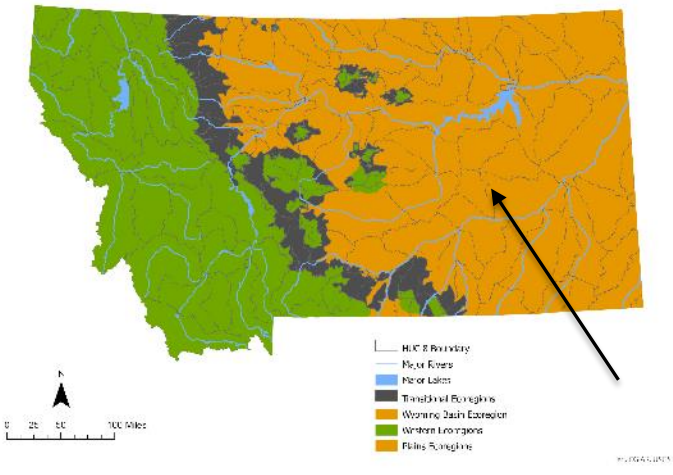 N
0 25 50 100 Miles
HUC 8 Boundary
Major Rivers
Major Lakes
Transitional Ecoregions
Wyoming Basin Ecoregion
Western Ecoregions
Plains Ecoregions